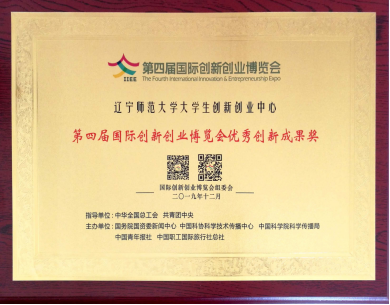 第四届国际创新创业博览会
The Fourth International Innovation & Entrepreneurship Expo
IIEE
辽宁师范大学大学生创新创业中心
第四届国际创新创业博览会优秀创新成果奖
国际创新创业博览会组委会
二〇一九年十二月
指导单位：中华全国总工会 共青团中央
主办单位：国务院国资委新闻中心 中国科协科学技术传播中心 中国科学院科学传播局
中国青年报社 中国职工国际旅行社总社